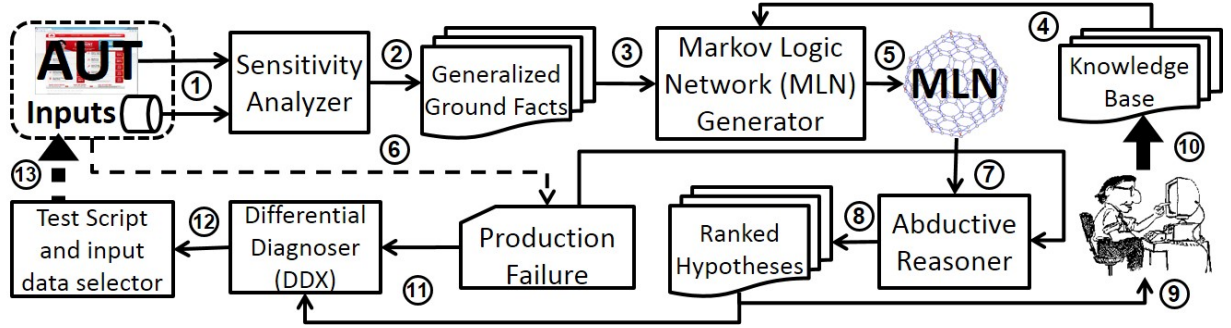 AUT
Inputs
①
Sensitivity
Analyzer
②
Generalized
Ground Facts
③
Markov Logic
Network (MLN)
Generator
④
Knowledge
Base
⑤
MLN
⑥
⑦
⑧
Abductive
Reasoner
Ranked
Hypotheses
⑨
⑩
Production
Failure
⑪
Differential
Diagnoser
(DDX)
⑫
Test Script
and input
data selector
⑬